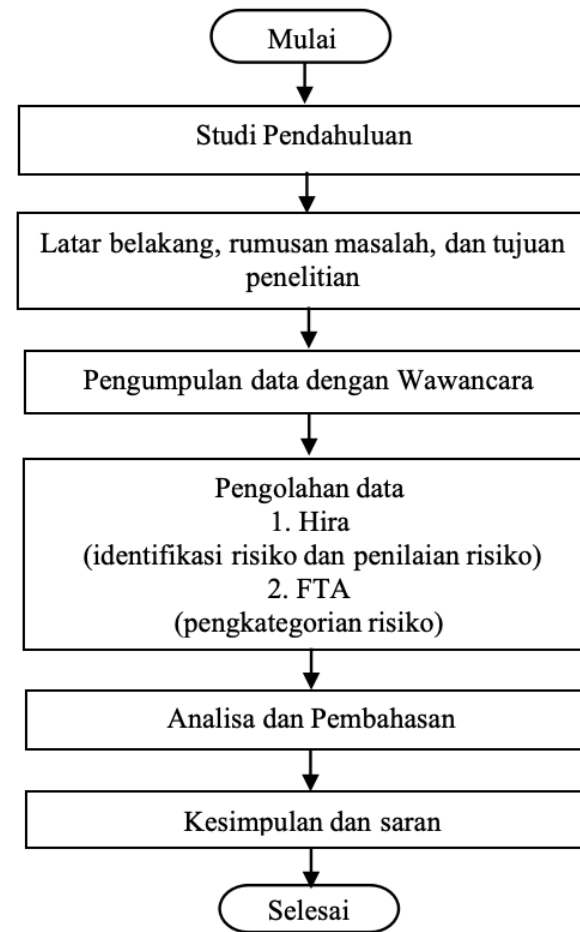 Mulai
Studi Pendahuluan
Latar belakang, rumusan masalah, dan tujuan
penelitian
Pengumpulan data dengan Wawancara
Pengolahan data
1. Hira
(identifikasi risiko dan penilaian risiko)
2. FTA
(pengkategorian risiko)
Analisa dan Pembahasan
Kesimpulan dan saran
Selesai